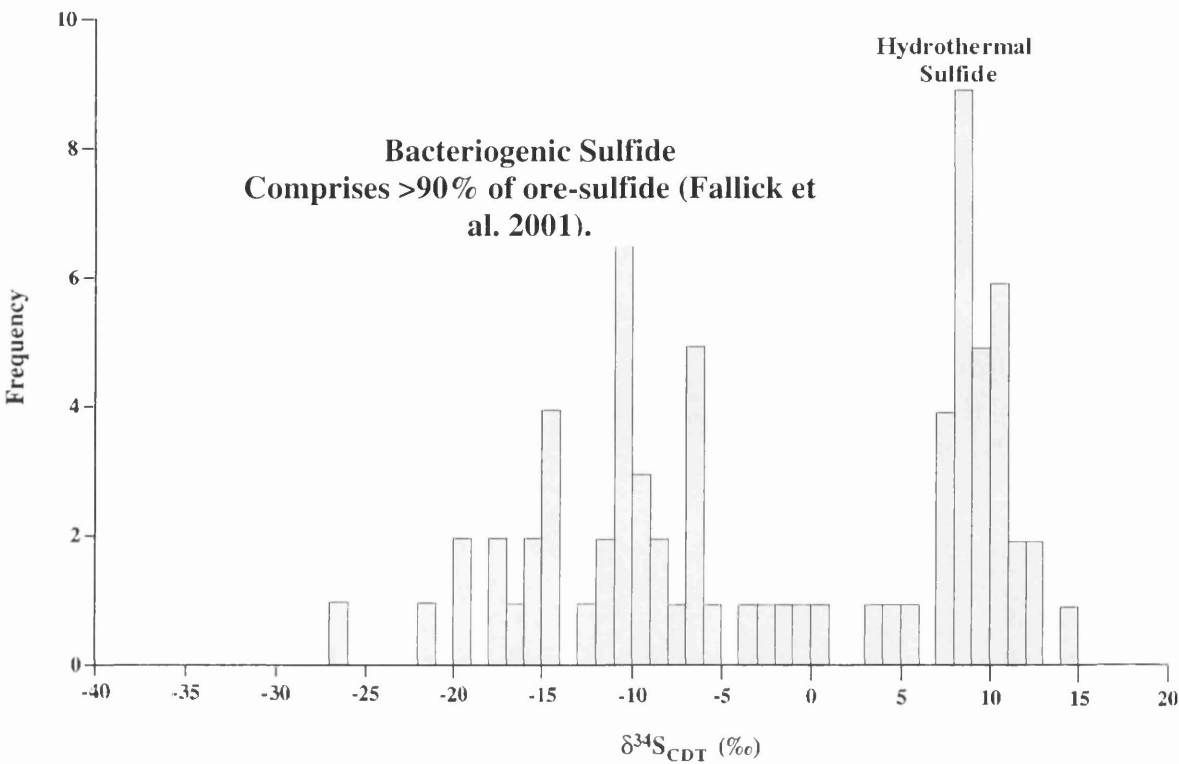 10
Hydrothermal
Sulfide
8
Bacteriogenic Sulfide
Comprises >90% of ore-sulfide (Fallick et
al. 2001).
6
Frequency
4
2
0
-40 -35 -30 -25 -20 -15 -10 -5 0 5 10 15 20
δ³⁴S_CDT (‰)